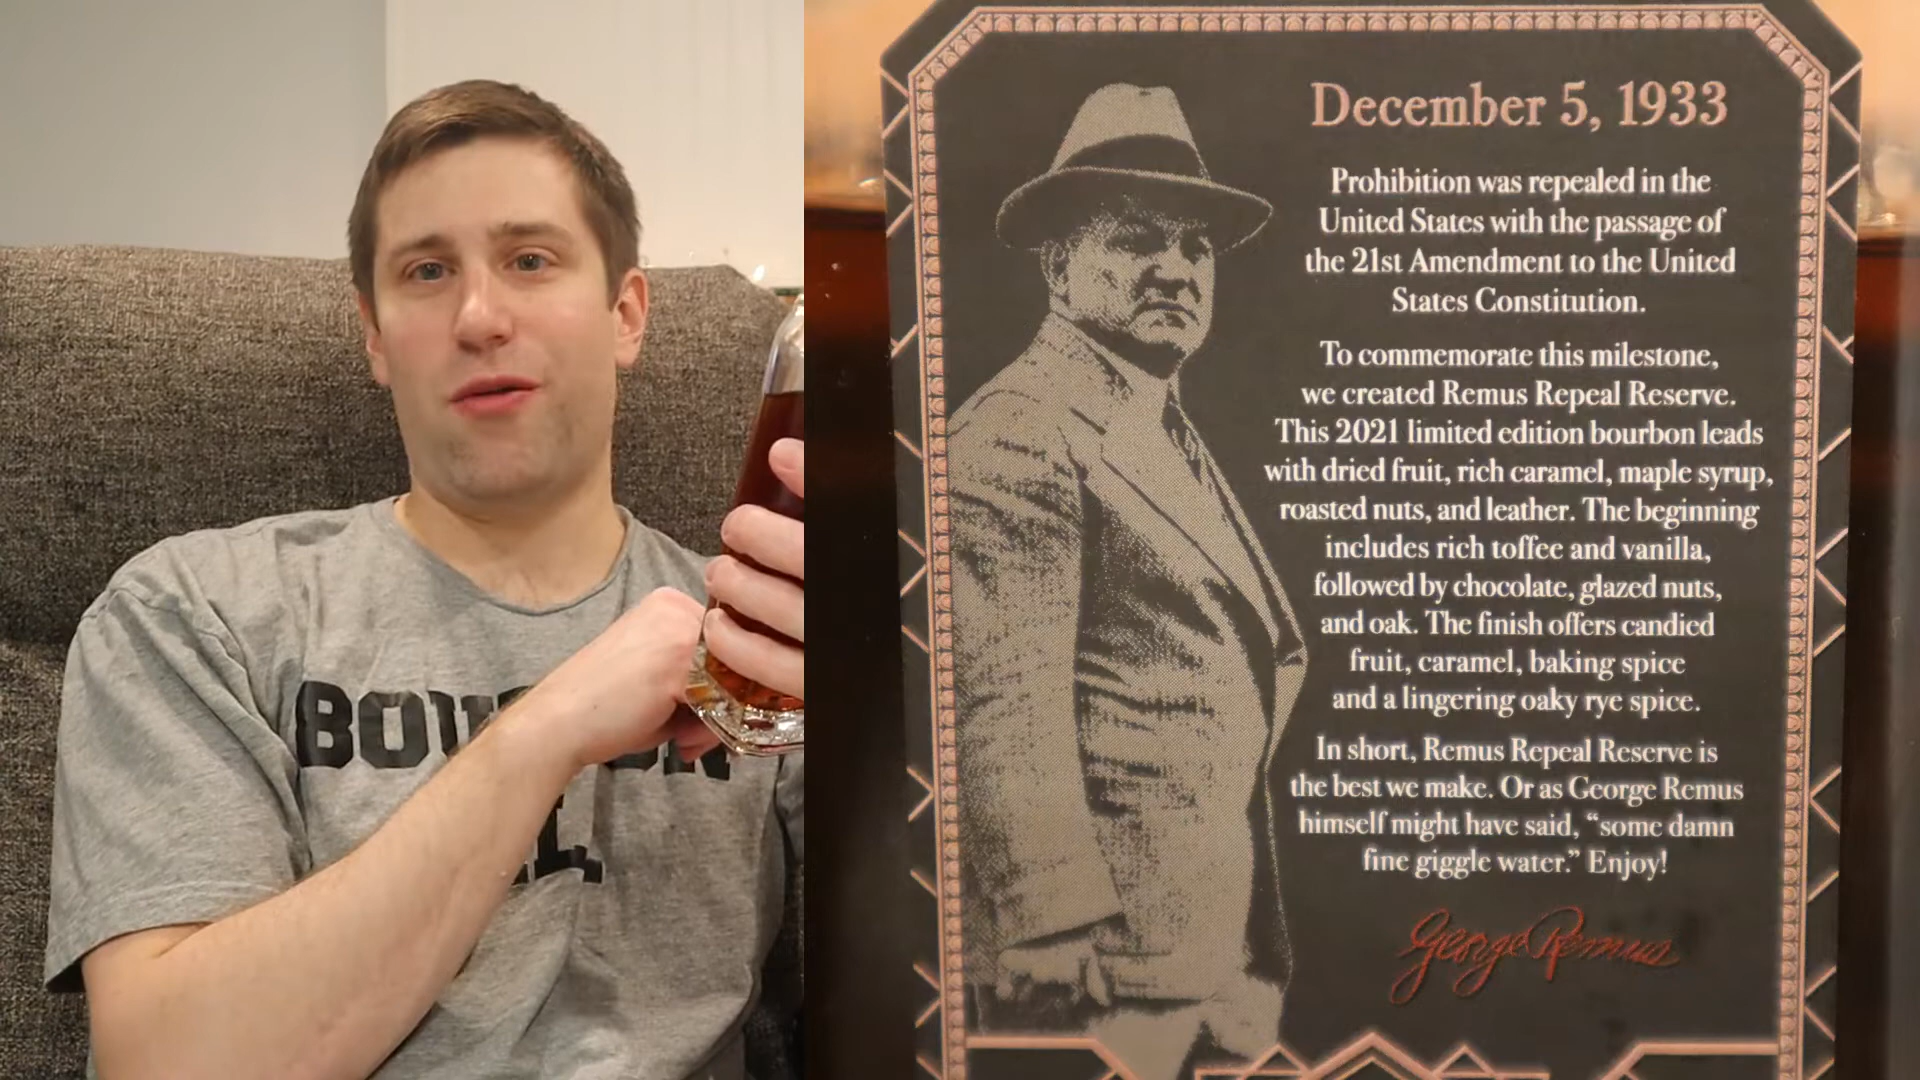 December 5, 1933
Prohibition was repealed in the
United States with the passage of
the 21st Amendment to the United
States Constitution.
To commemorate this milestone,
we created Remus Repeal Reserve.
This 2021 limited edition bourbon leads
with dried fruit, rich caramel, maple syrup,
roasted nuts, and leather. The beginning
includes rich toffee and vanilla,
followed by chocolate, glazed nuts,
and oak. The finish offers candied
fruit, caramel, baking spice
and a lingering oaky rye spice.
In short, Remus Repeal Reserve is
the best we make. Or as George Remus
himself might have said, “some damn
fine giggle water.” Enjoy!
George Remus